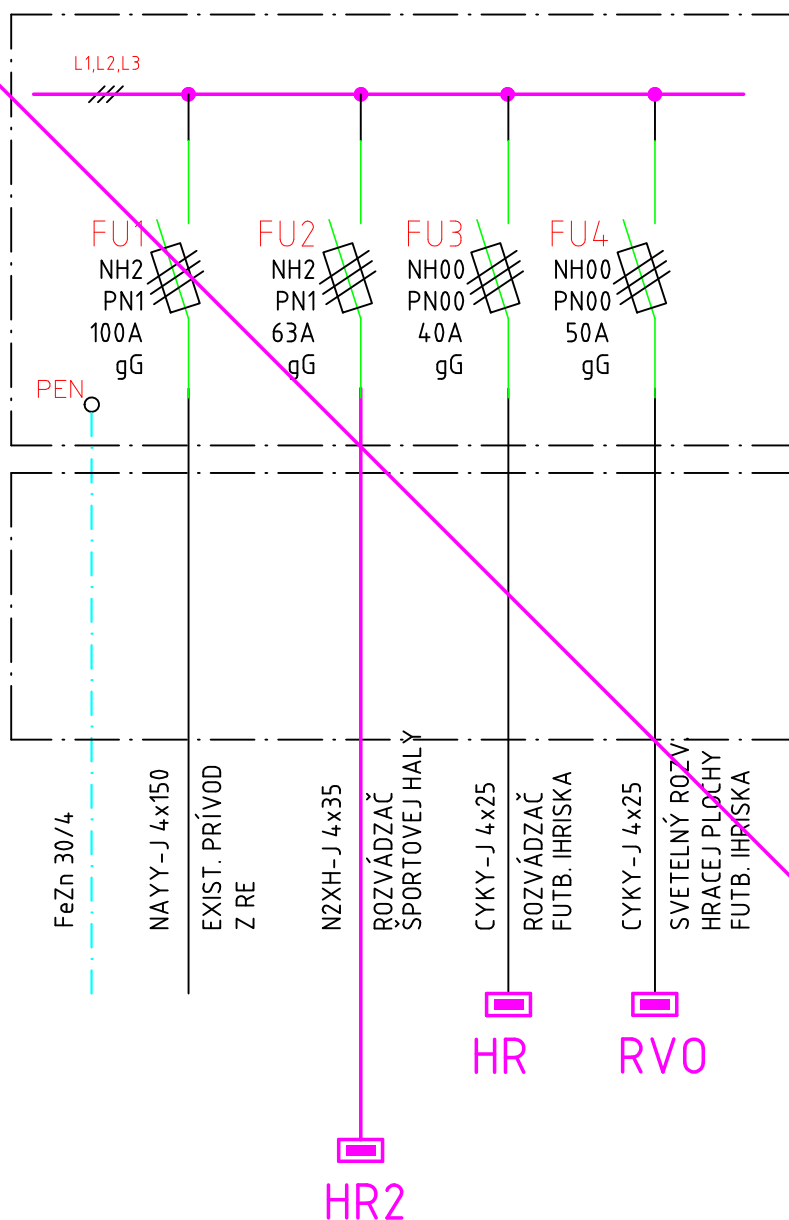 L1,L2,L3
FU1
NH2
PN1
100A
gG
FU2
NH2
PN1
63A
gG
FU3
NH00
PN00
40A
gG
FU4
NH00
PN00
50A
gG
PEN
FeZn 30/4
NAYY-J 4x150
EXIST. PRÍVOD
Z RE
N2XH-J 4x35
ROZVÁDZAČ
ŠPORTOVEJ HALY
CYKY-J 4x25
ROZVÁDZAČ
FUTB. IHRISKA
CYKY-J 4x25
SVETELNÝ ROZV.
HRACEJ PLOCHY
FUTB. IHRISKA
HR
RVO
HR2